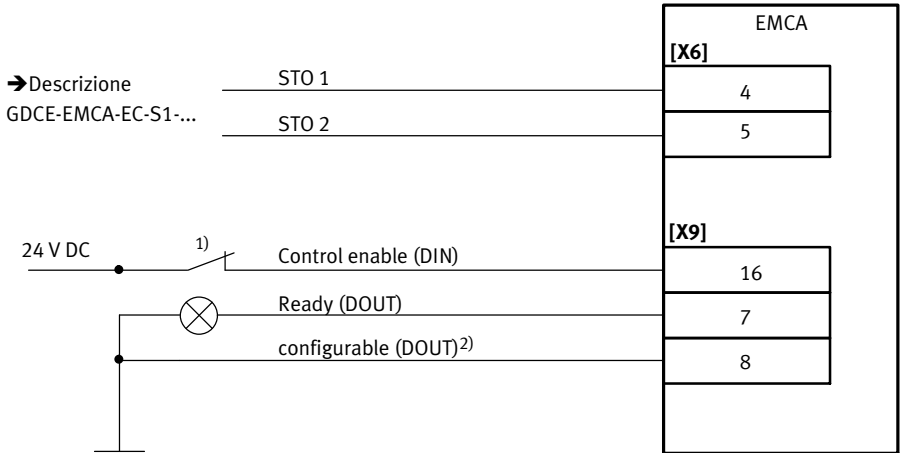 EMCA
[X6]
➔Descrizione
GDCE-EMCA-EC-S1-...
STO 1
4
STO 2
5
[X9]
24 V DC
1)
Control enable (DIN)
16
Ready (DOUT)
7
configurable (DOUT)2)
8